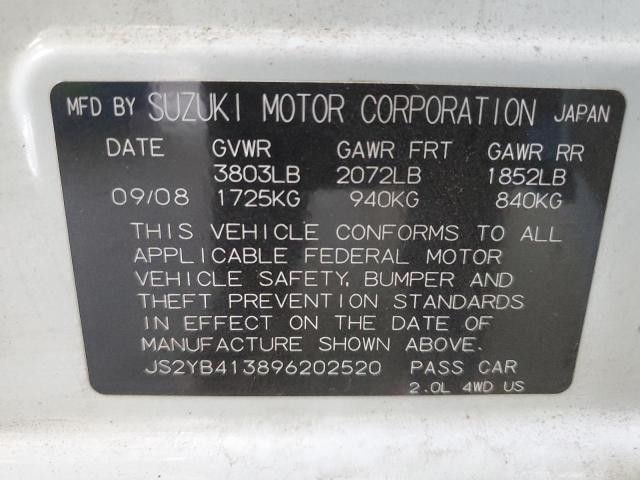 MFD BY SUZUKI MOTOR CORPORATION JAPAN
DATE GVWR GAWR FRT GAWR RR
3803LB 2072LB 1852LB
09/08 1725KG 940KG 840KG
THIS VEHICLE CONFORMS TO ALL
APPLICABLE FEDERAL MOTOR
VEHICLE SAFETY, BUMPER AND
THEFT PREVENTION STANDARDS
IN EFFECT ON THE DATE OF
MANUFACTURE SHOWN ABOVE.
JS2YB413896202520 PASS CAR
2.0L 4WD US